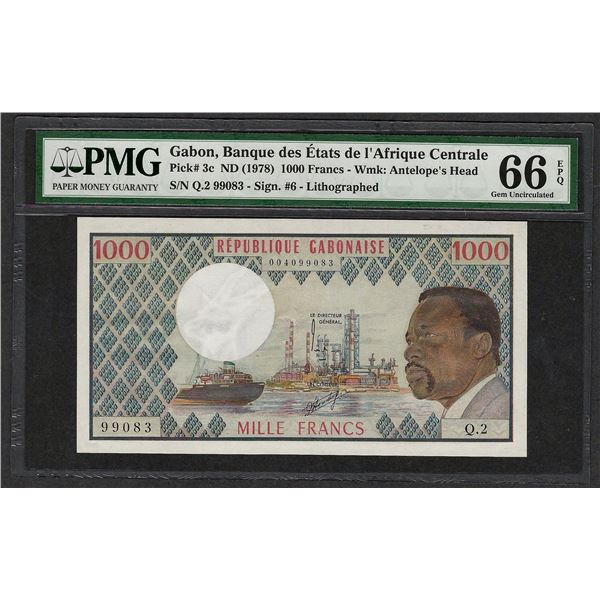 PMG
PAPER MONEY GUARANTY
Gabon, Banque des États de l'Afrique Centrale
Pick# 3c ND (1978) 1000 Francs - Wmk: Antelope's Head
S/N Q.2 99083 - Sign. #6 - Lithographed
66 EPQ
Gem Uncirculated
1000 RÉPUBLIQUE GABONAISE 1000
004099083
LE DIRECTEUR
GÉNÉRAL,
99083 MILLE FRANCS Q.2